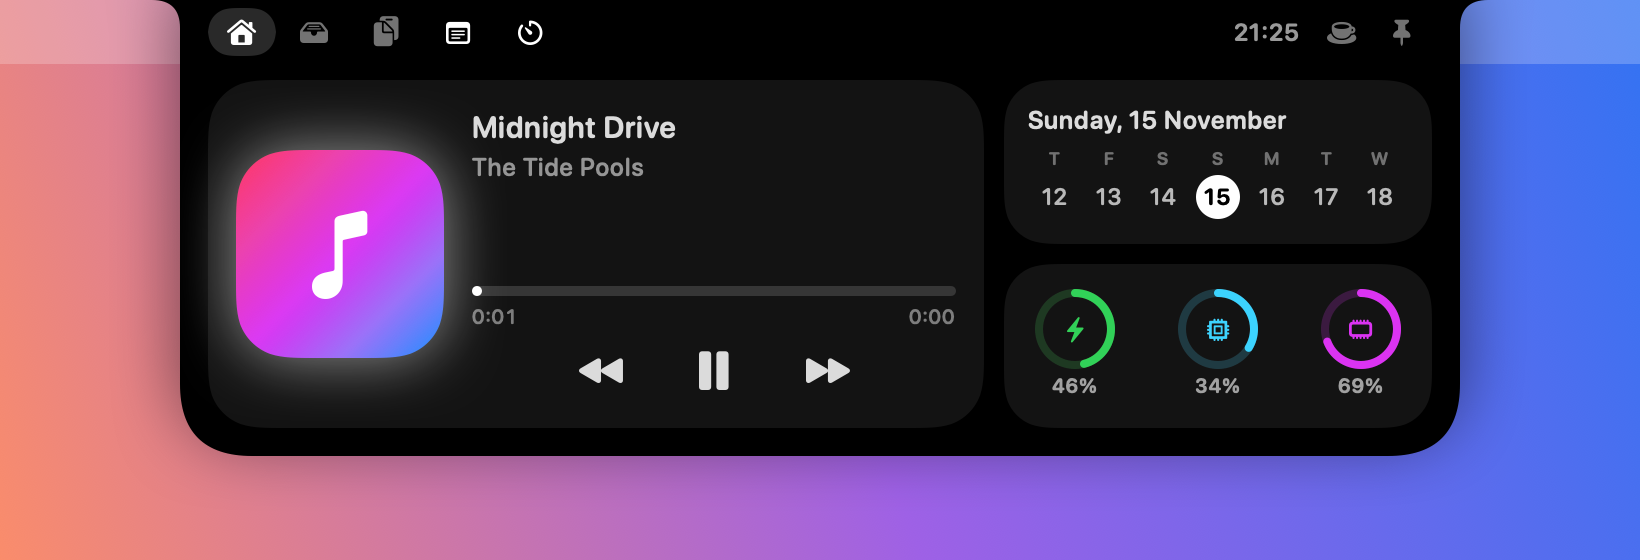 21:25
Midnight Drive
The Tide Pools
0:01 0:00
Sunday, 15 November
T F S S M T W
12 13 14 15 16 17 18
46% 34% 69%